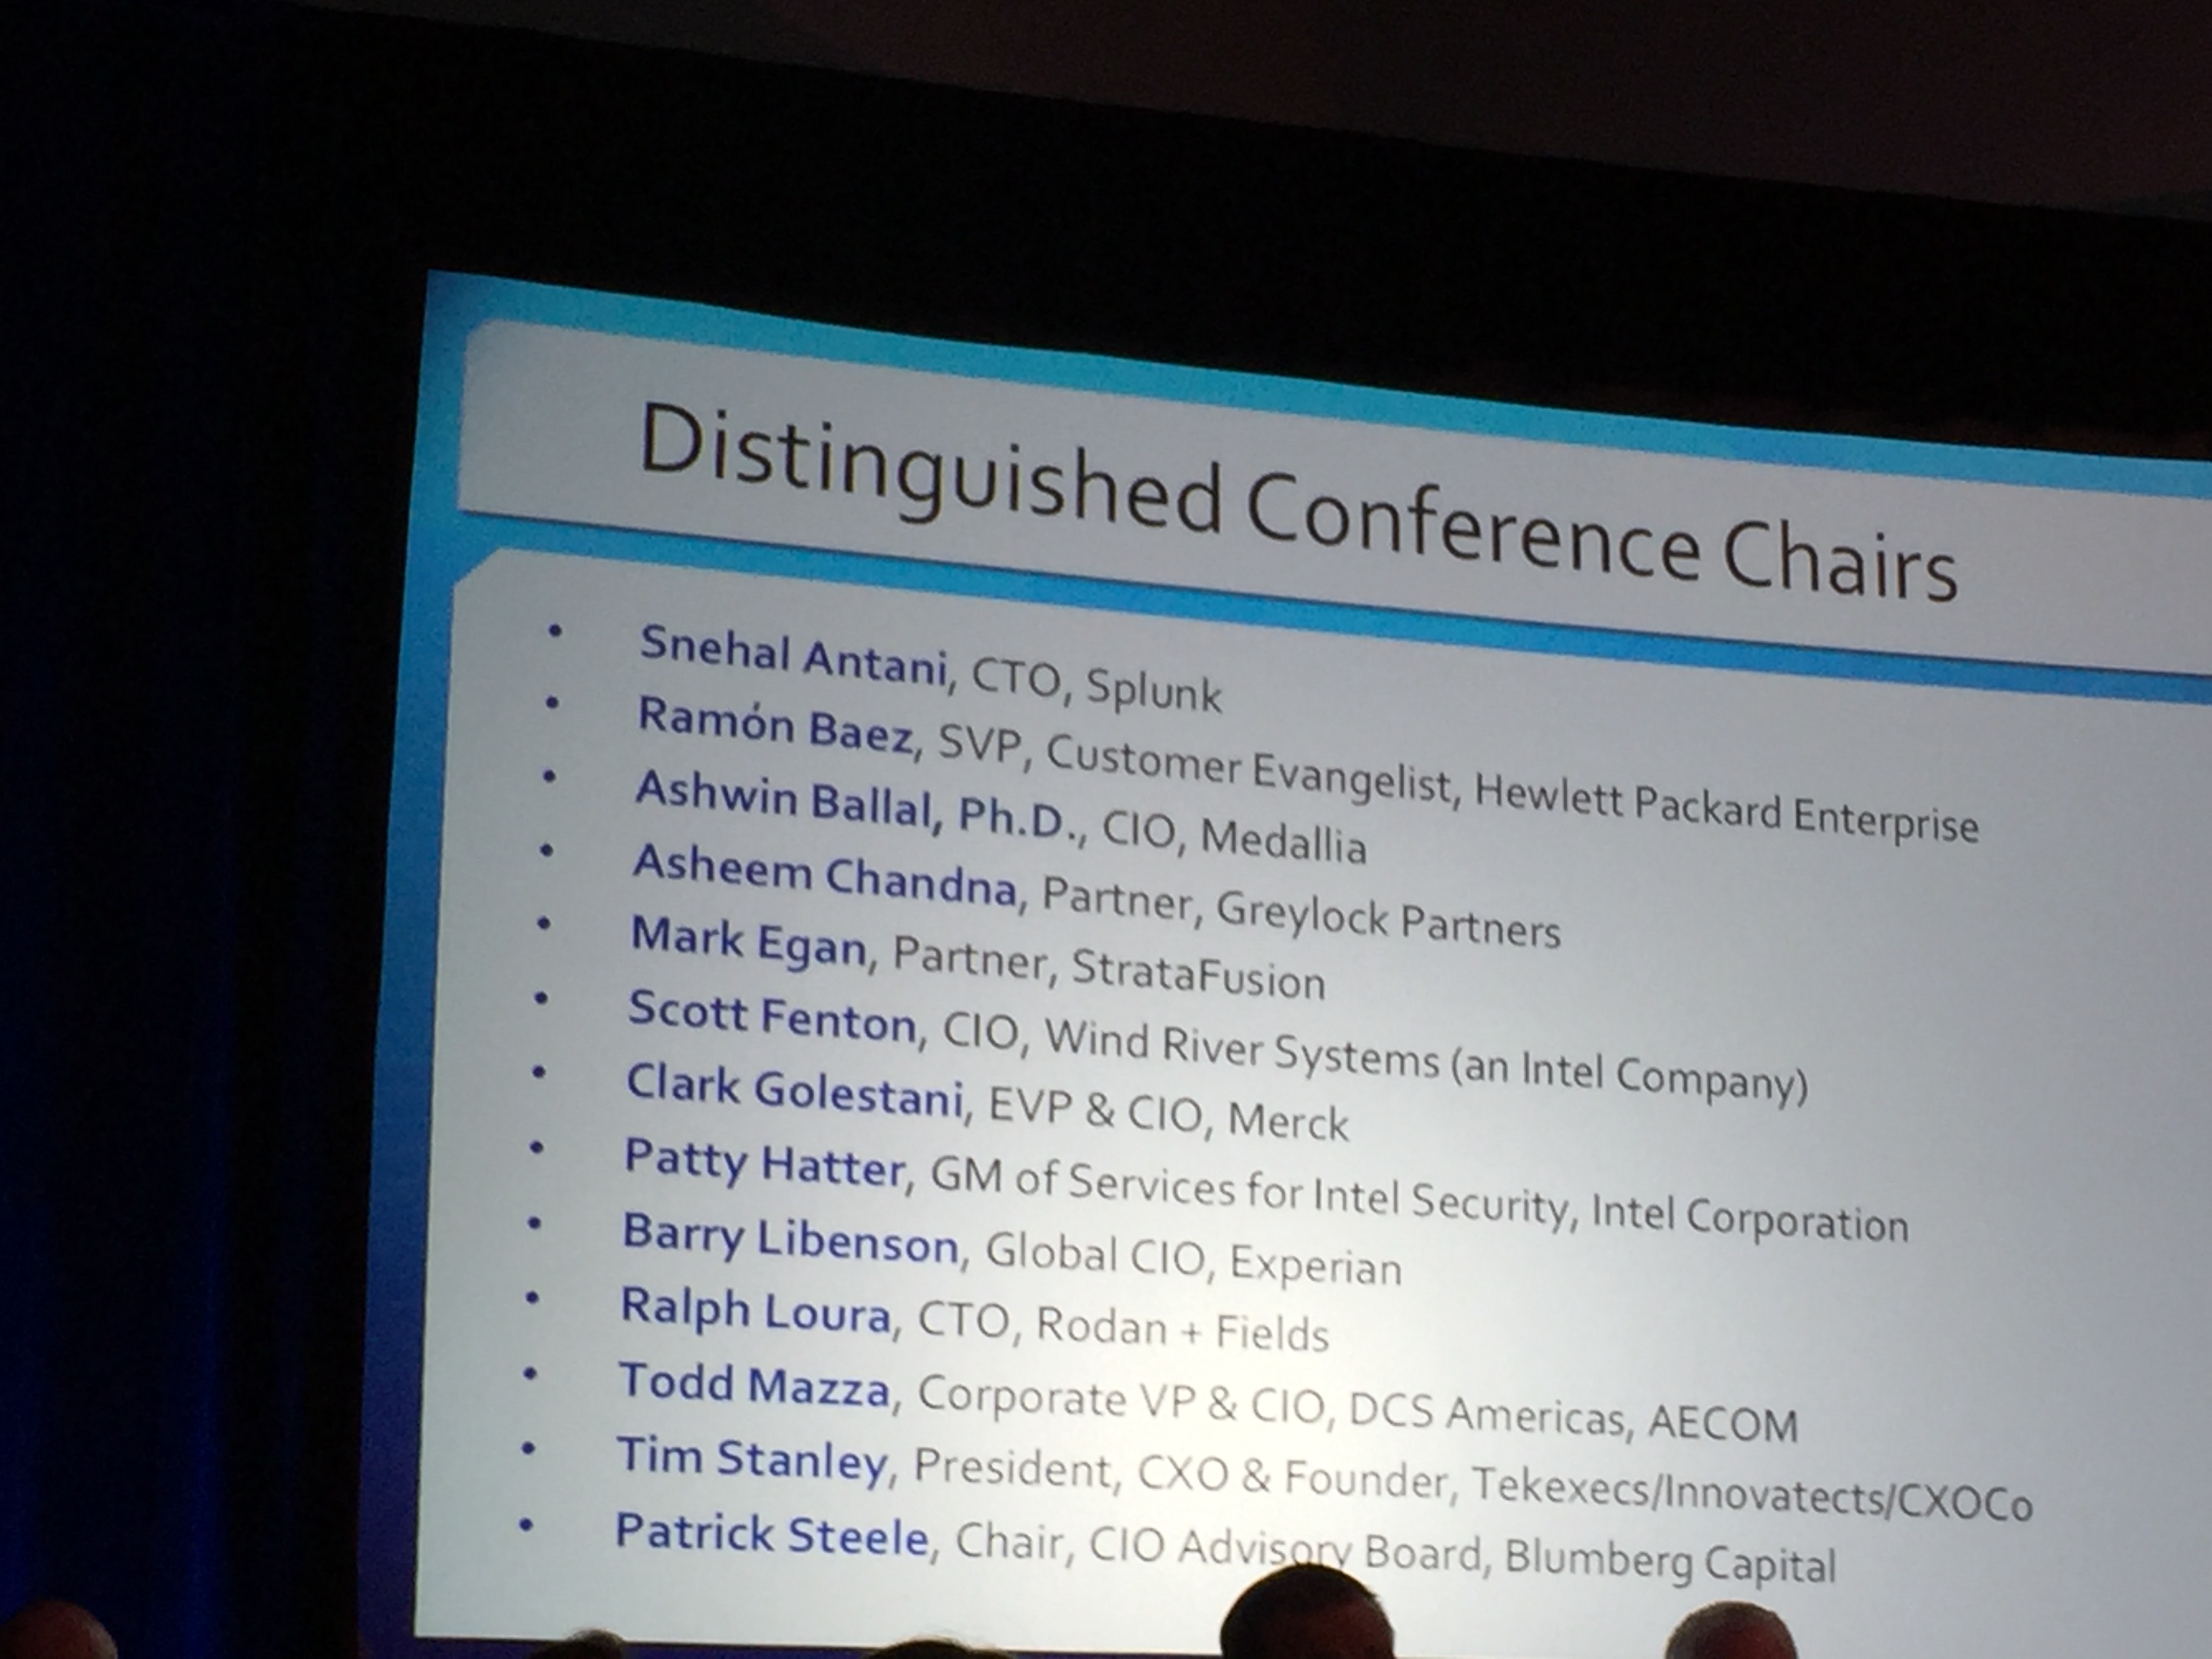 Distinguished Conference Chairs
• Snehal Antani, CTO, Splunk
• Ramón Baez, SVP, Customer Evangelist, Hewlett Packard Enterprise
• Ashwin Ballal, Ph.D., CIO, Medallia
• Asheem Chandna, Partner, Greylock Partners
• Mark Egan, Partner, StrataFusion
• Scott Fenton, CIO, Wind River Systems (an Intel Company)
• Clark Golestani, EVP & CIO, Merck
• Patty Hatter, GM of Services for Intel Security, Intel Corporation
• Barry Libenson, Global CIO, Experian
• Ralph Loura, CTO, Rodan + Fields
• Todd Mazza, Corporate VP & CIO, DCS Americas, AECOM
• Tim Stanley, President, CXO & Founder, Tekexecs/Innovatects/CXOCo
• Patrick Steele, Chair, CIO Advisory Board, Blumberg Capital